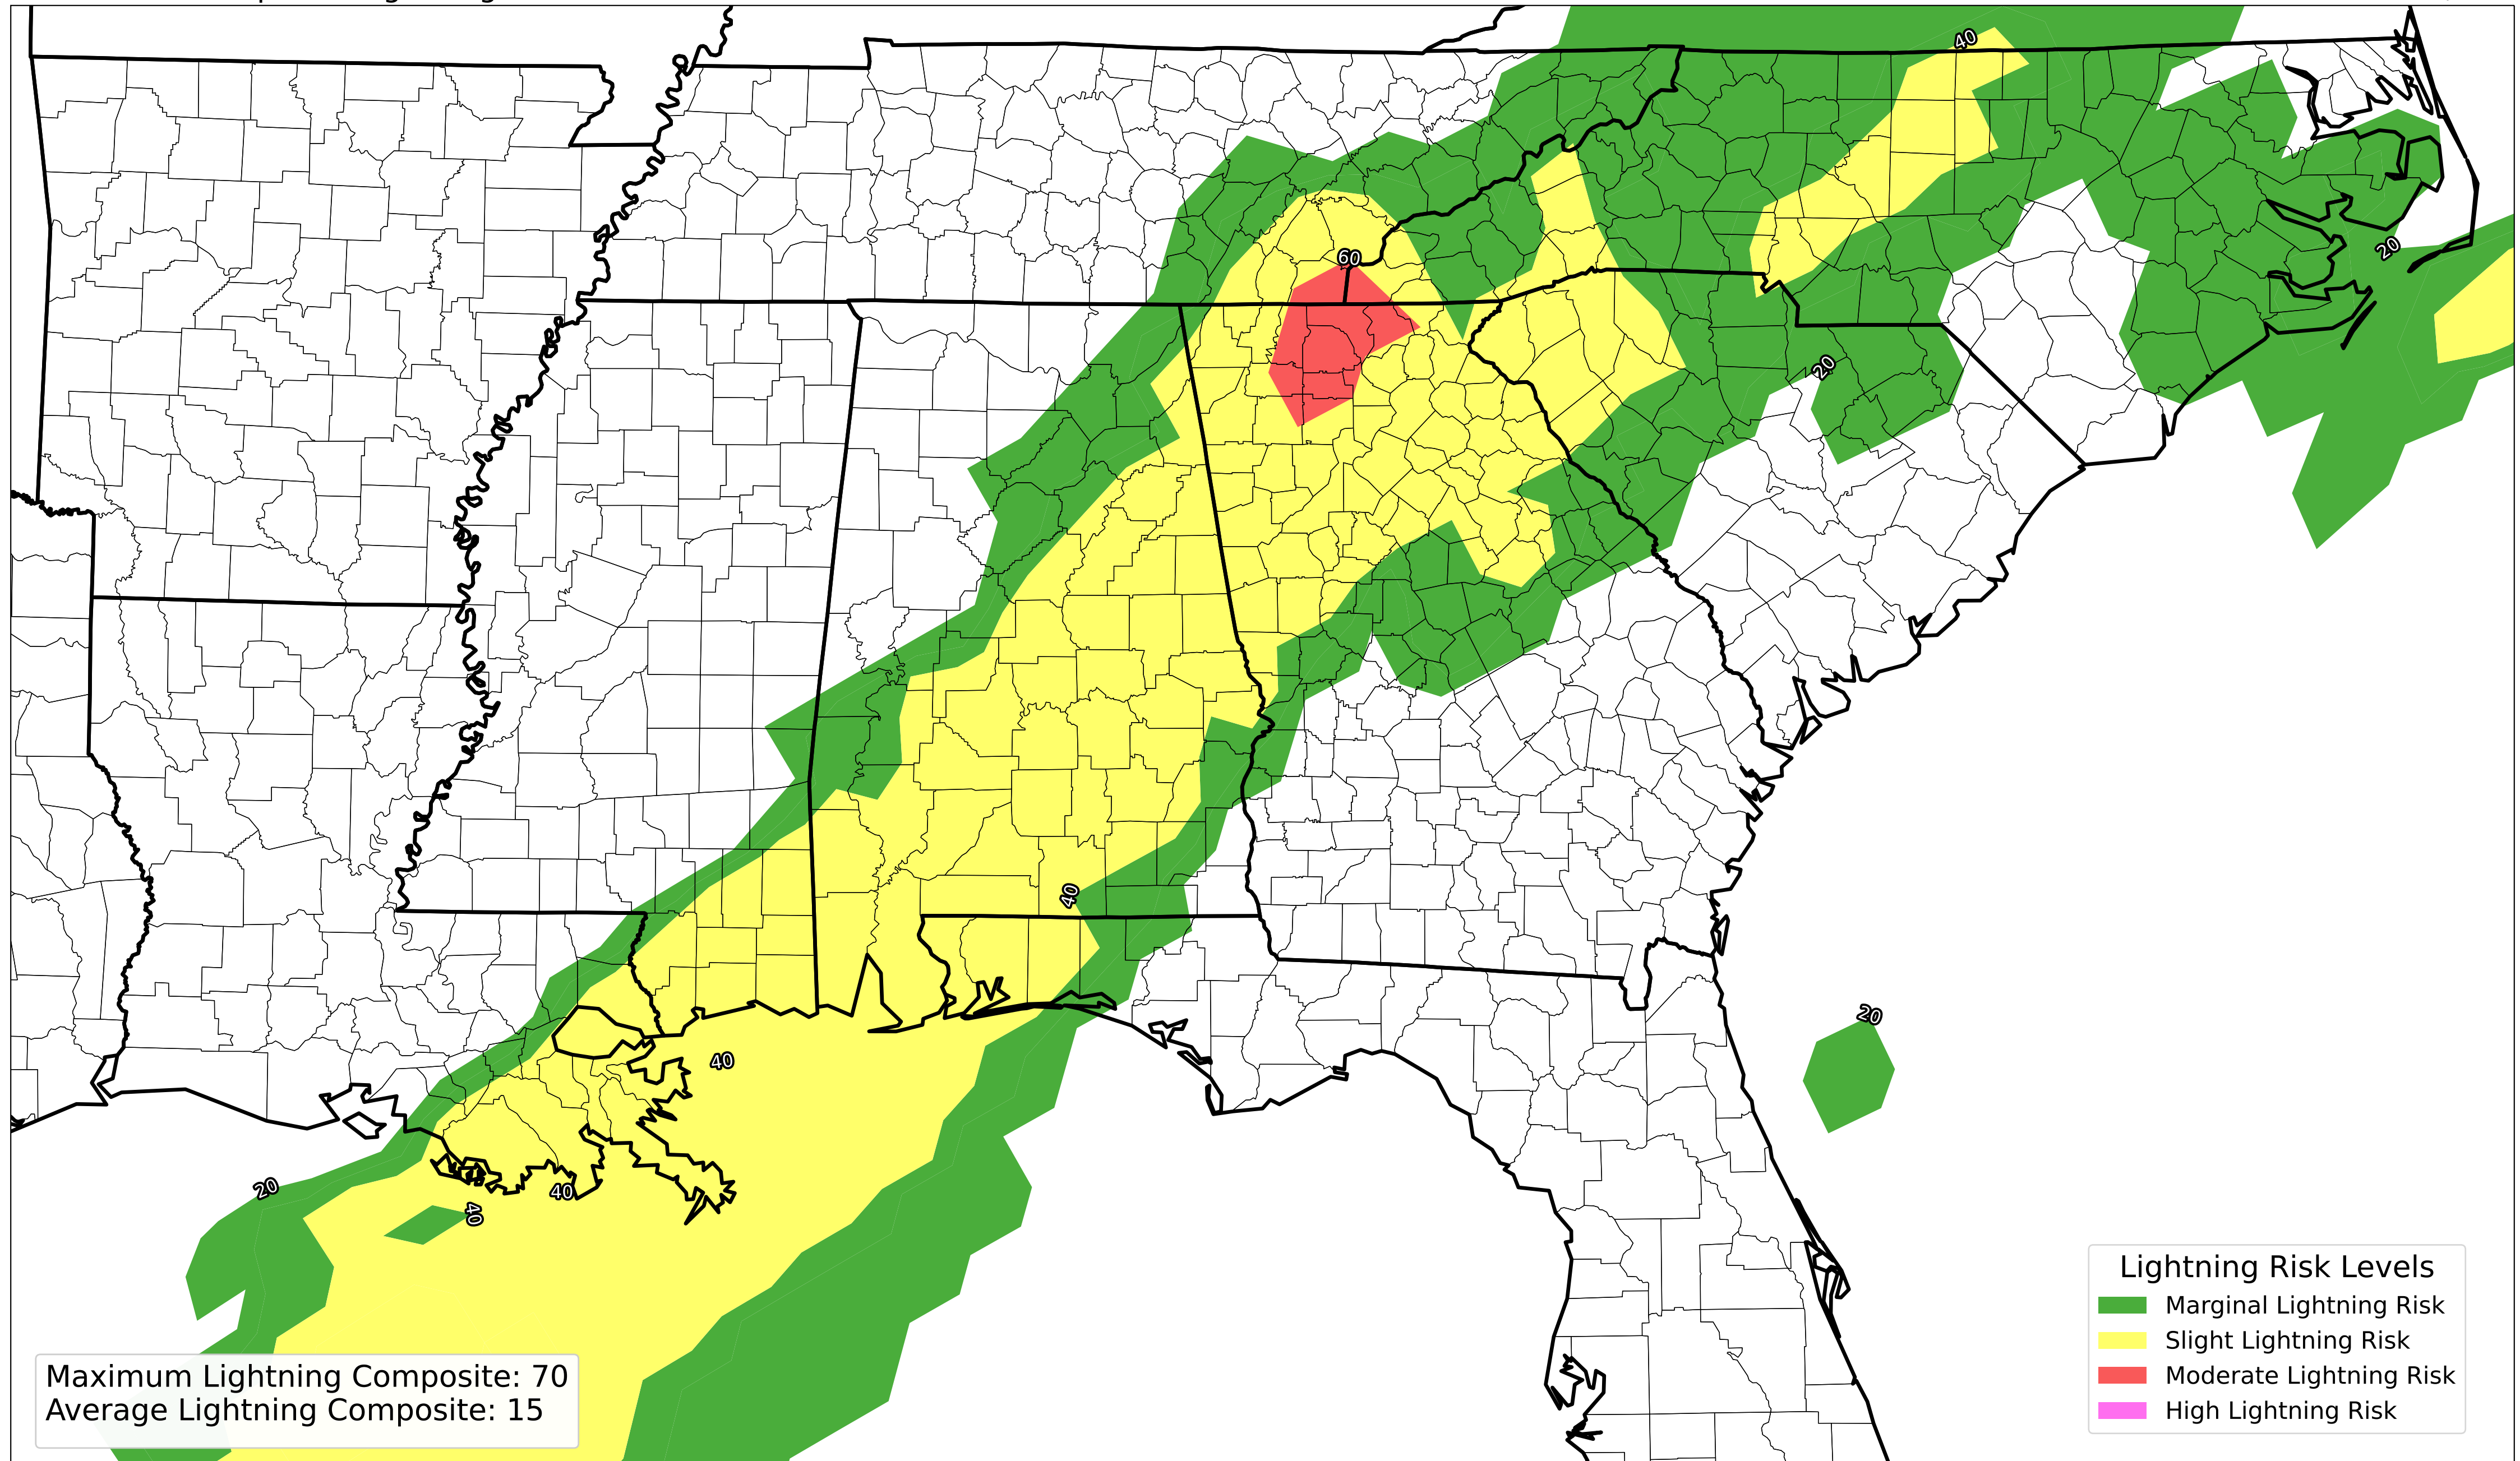 40
20
60
20
40
20
40
20
40
40
Lightning Risk Levels
Marginal Lightning Risk
Slight Lightning Risk
Moderate Lightning Risk
High Lightning Risk
Maximum Lightning Composite: 70
Average Lightning Composite: 15